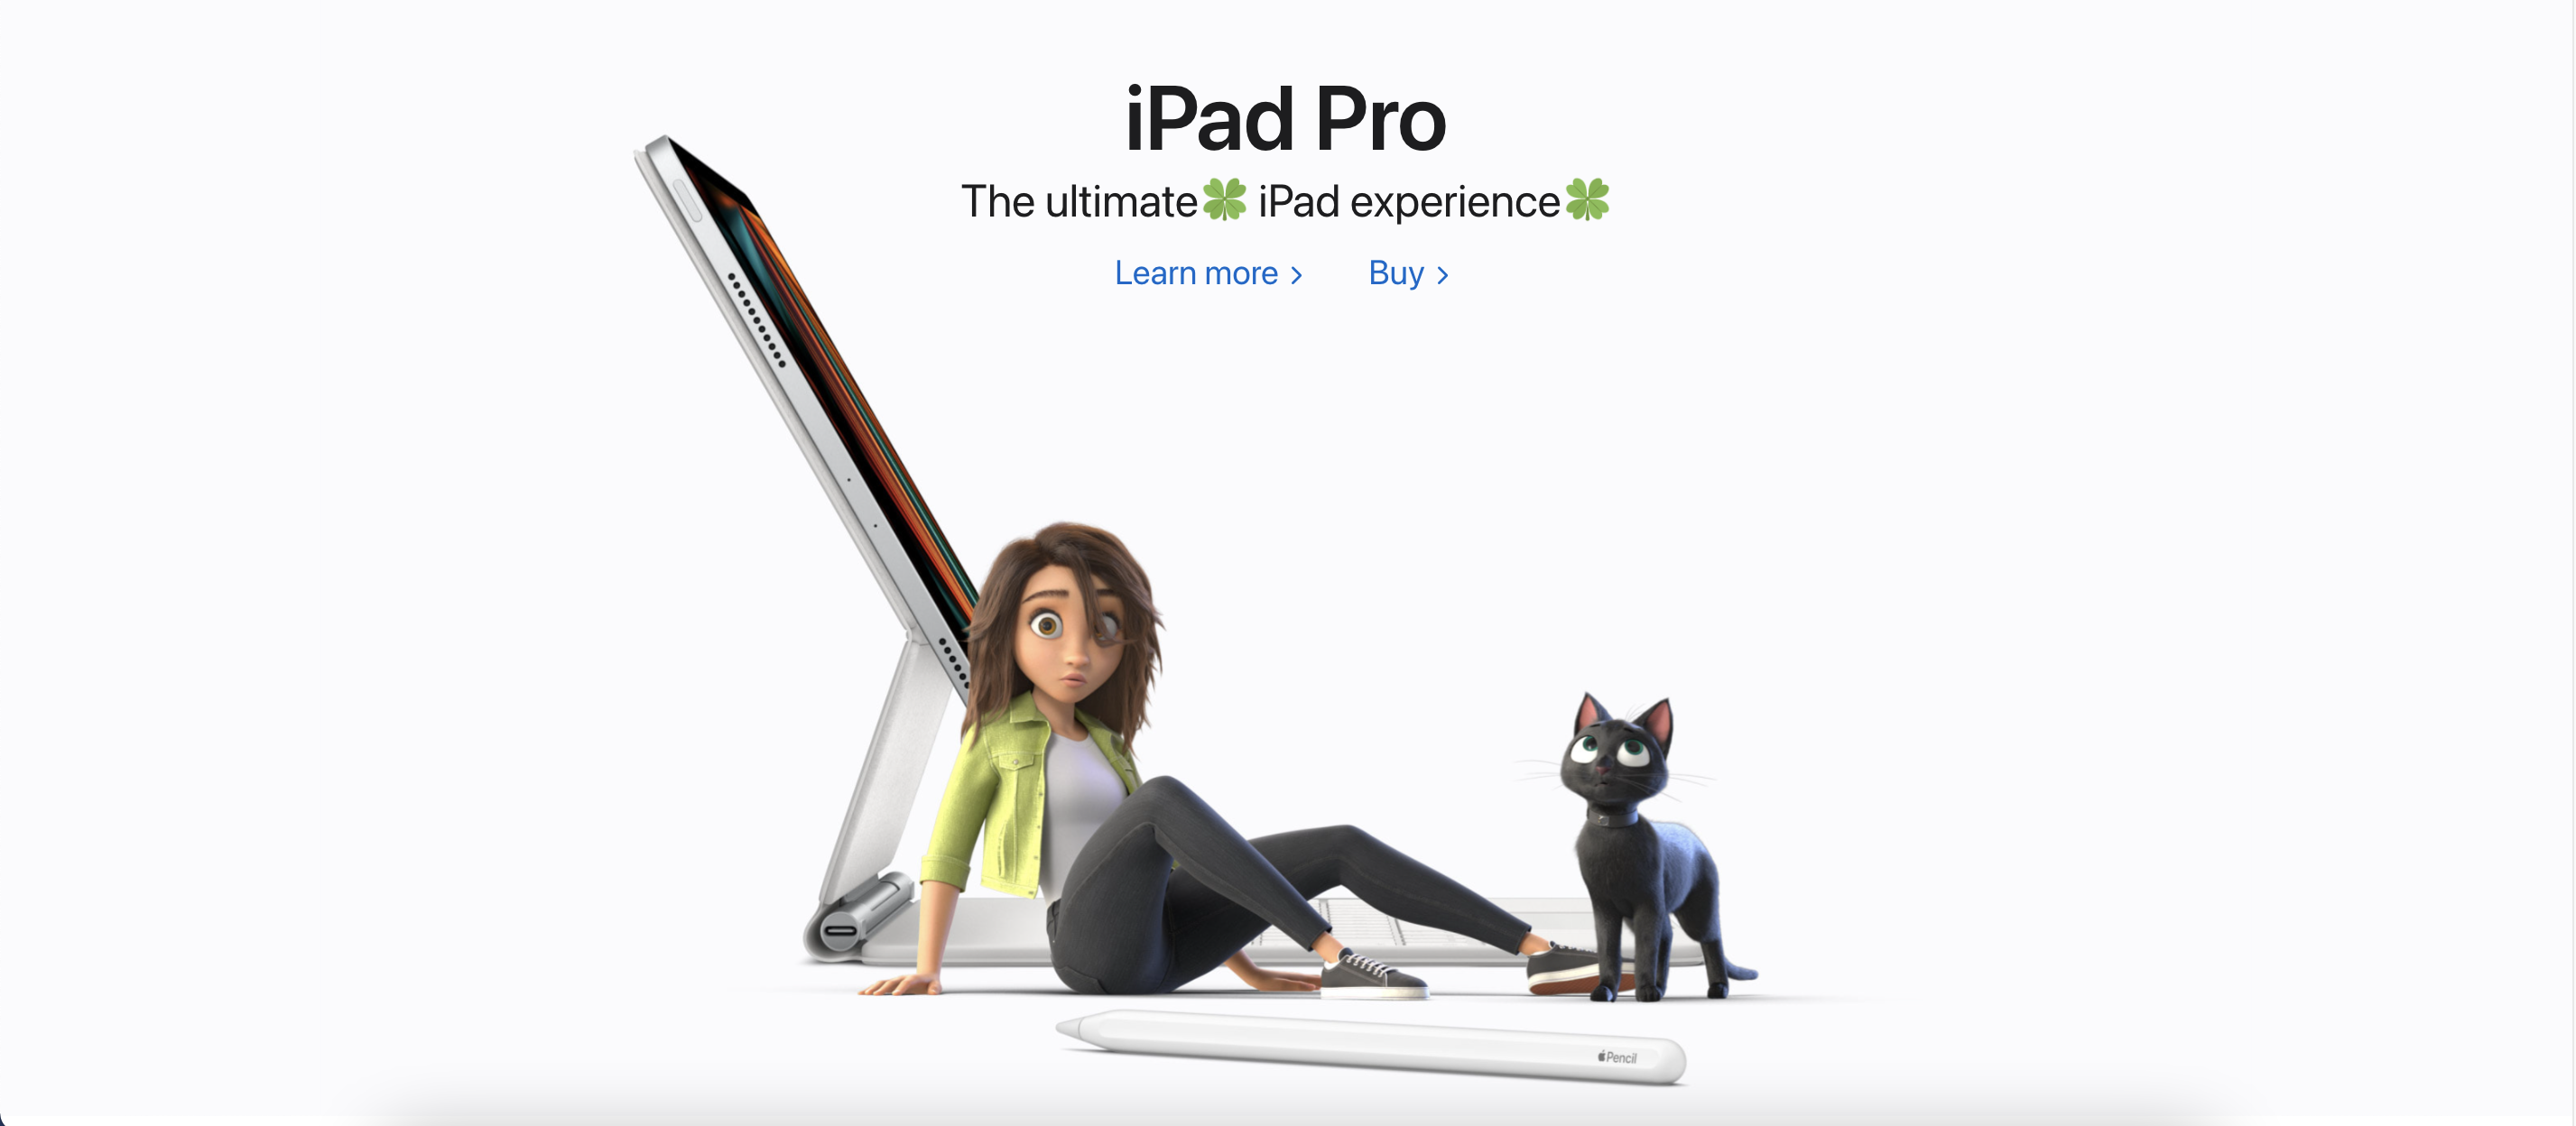 iPad Pro
The ultimate🍀 iPad experience🍀
Learn more >
Buy >
Pencil